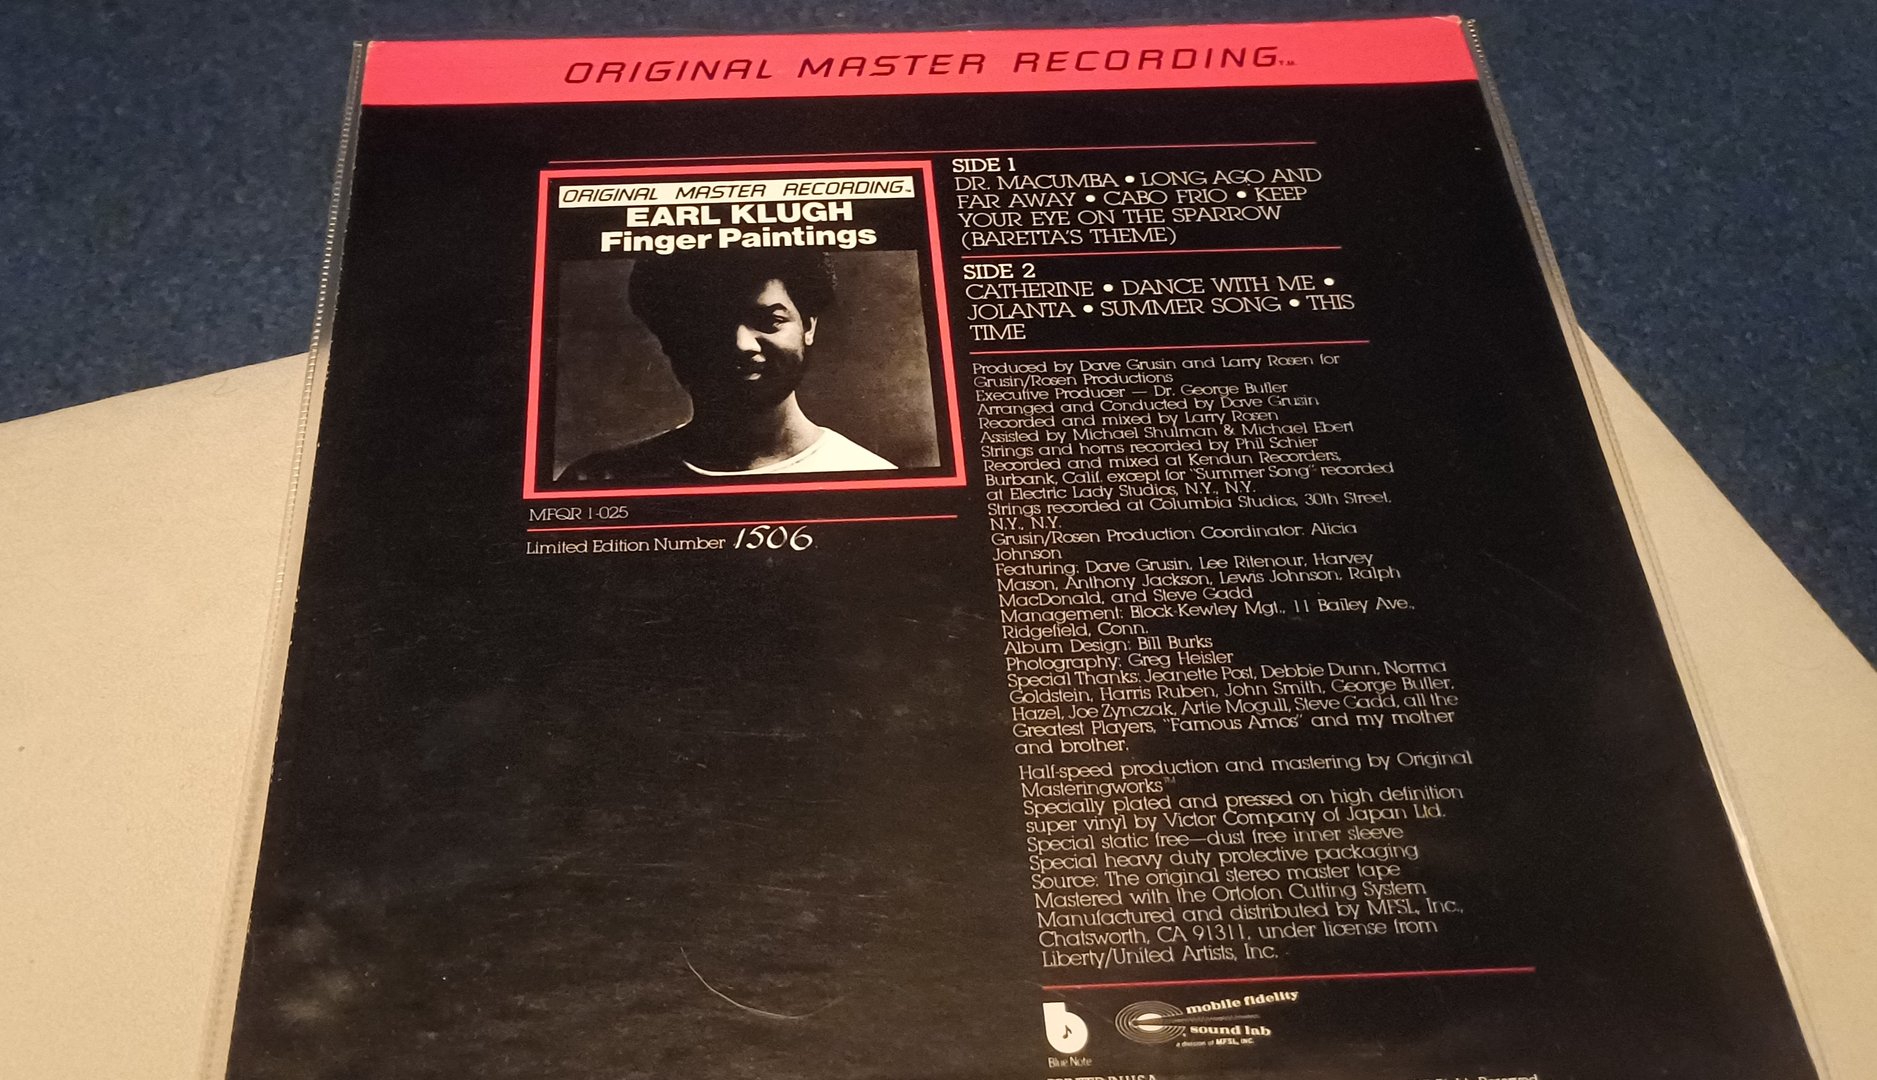 ORIGINAL MASTER RECORDING T.M.
ORIGINAL MASTER RECORDING
EARL KLUGH
Finger Paintings
MFQR 1-025
Limited Edition Number 1506
SIDE 1
DR. MACUMBA • LONG AGO AND
FAR AWAY • CABO FRIO • KEEP
YOUR EYE ON THE SPARROW
(BARETTA'S THEME)
SIDE 2
CATHERINE • DANCE WITH ME •
JOLANTA • SUMMER SONG • THIS
TIME
Produced by Dave Grusin and Larry Rosen for
Grusin/Rosen Productions
Executive Producer — Dr. George Butler
Arranged and Conducted by Dave Grusin
Recorded and mixed by Larry Rosen
Assisted by Michael Shulman & Michael Ebert
Strings and horns recorded by Phil Schier
Recorded and mixed at Kendun Recorders,
Burbank, Calif. except for "Summer Song" recorded
at Electric Lady Studios, N.Y., N.Y.
Strings recorded at Columbia Studios, 30th Street,
N.Y., N.Y.
Grusin/Rosen Production Coordinator: Alicia
Johnson
Featuring: Dave Grusin, Lee Ritenour, Harvey
Mason, Anthony Jackson, Lewis Johnson, Ralph
MacDonald, and Steve Gadd
Management: Block-Kewley Mgt., 11 Bailey Ave.,
Ridgefield, Conn.
Album Design: Bill Burks
Photography: Greg Heisler
Special Thanks: Jeanette Post, Debbie Dunn, Norma
Goldstein, Harris Ruben, John Smith, George Butler,
Hazel, Joe Zynczak, Artie Mogull, Steve Gadd, all the
Greatest Players, "Famous Amos" and my mother
and brother.
Half-speed production and mastering by Original
Masteringworks™
Specially plated and pressed on high definition
super vinyl by Victor Company of Japan Ltd.
Special static free—dust free inner sleeve
Special heavy duty protective packaging
Source: The original stereo master tape
Mastered with the Ortofon Cutting System
Manufactured and distributed by MFSL, Inc.,
Chatsworth, CA 91311, under license from
Liberty/United Artists, Inc.
b
Blue Note
mobile fidelity
sound lab
a division of MFSL, INC.